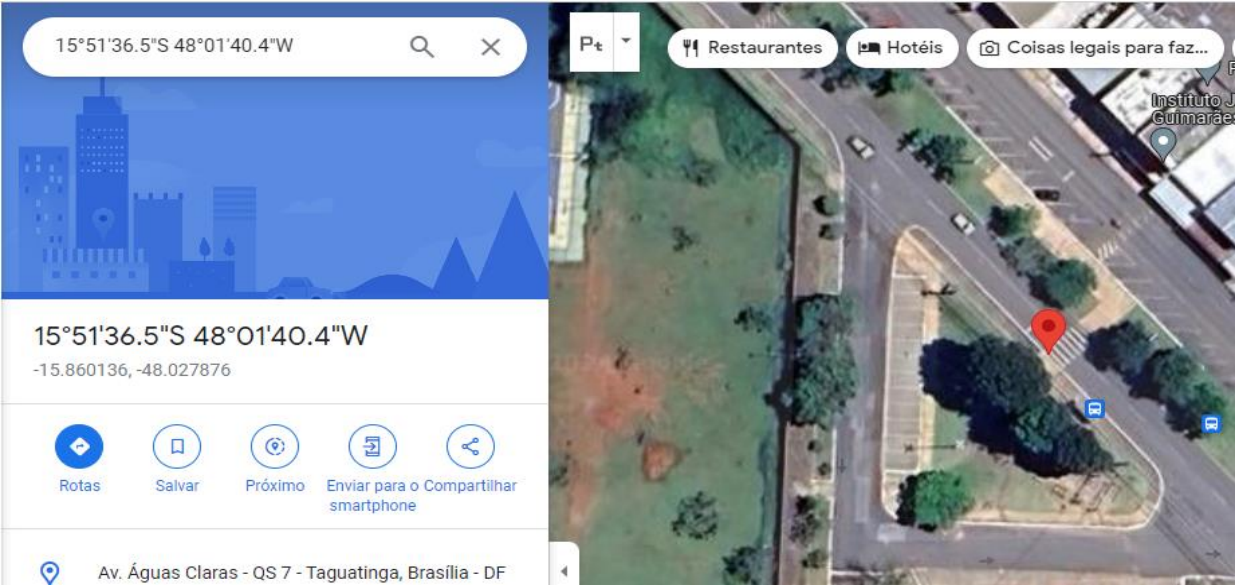 15°51'36.5"S 48°01'40.4"W
15°51'36.5"S 48°01'40.4"W
-15.860136, -48.027876
Rotas
Salvar
Próximo
Enviar para o
smartphone
Compartilhar
Av. Águas Claras - QS 7 - Taguatinga, Brasília - DF
Pt
Restaurantes
Hotéis
Coisas legais para faz...
Instituto J
Guimarães